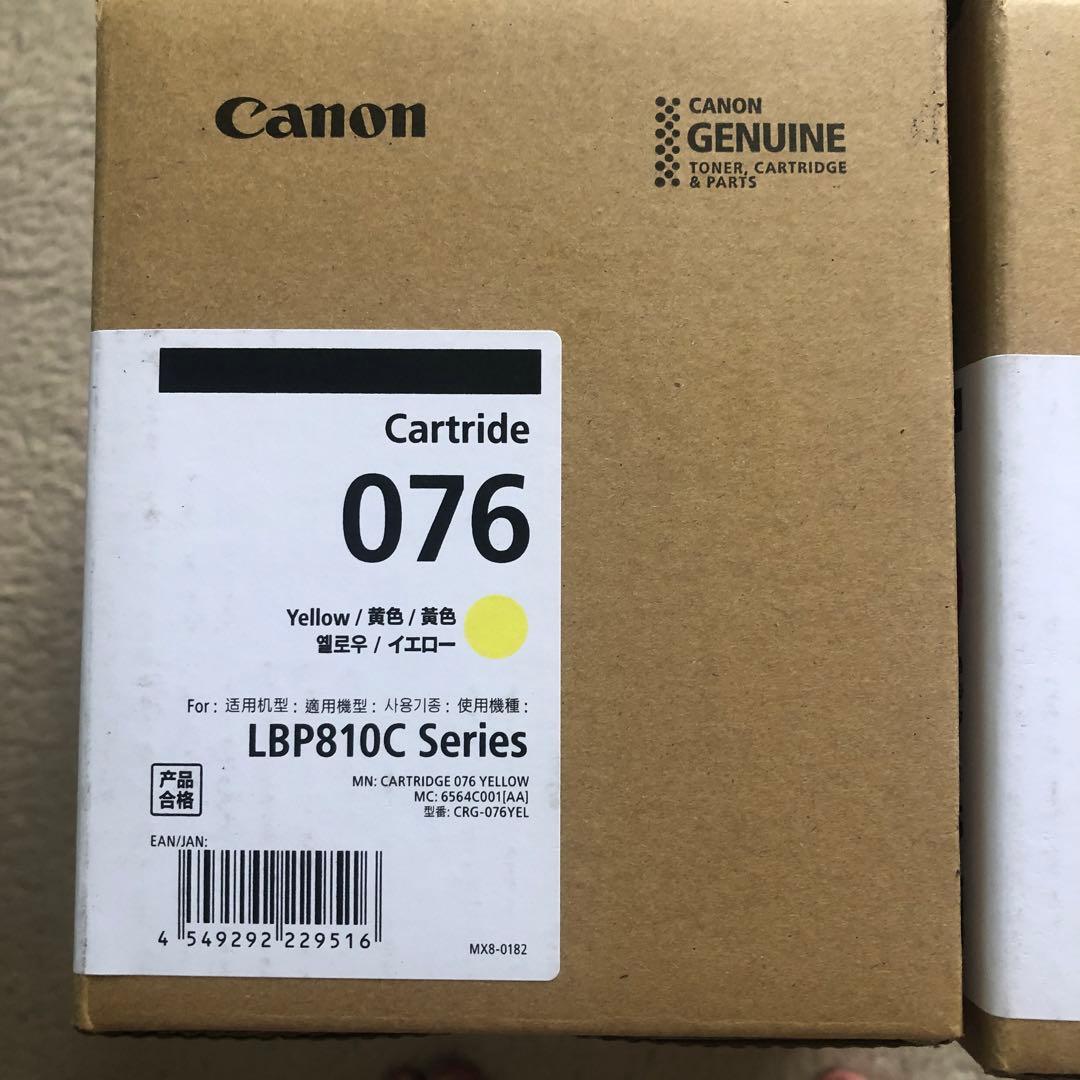 Canon
CANON
GENUINE
TONER, CARTRIDGE
& PARTS
Cartride
076
Yellow / 黄色 / 黃色
옐로우 / イエロー
For : 适用机型 : 適用機型 : 사용기종 : 使用機種 :
LBP810C Series
MN: CARTRIDGE 076 YELLOW
MC: 6564C001[AA]
型番: CRG-076YEL
产品
合格
EAN/JAN:
4 549292 229516
MX8-0182